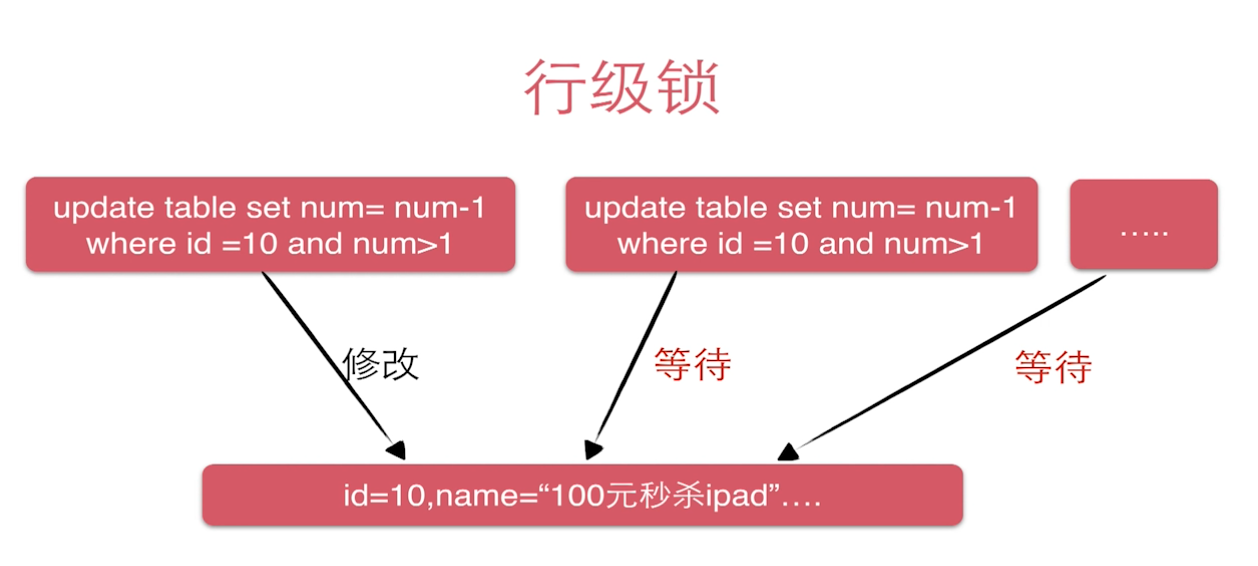 行级锁
update table set num= num-1
where id =10 and num>1
update table set num= num-1
where id =10 and num>1
.....
修改
等待
等待
id=10,name=“100元秒杀ipad”....